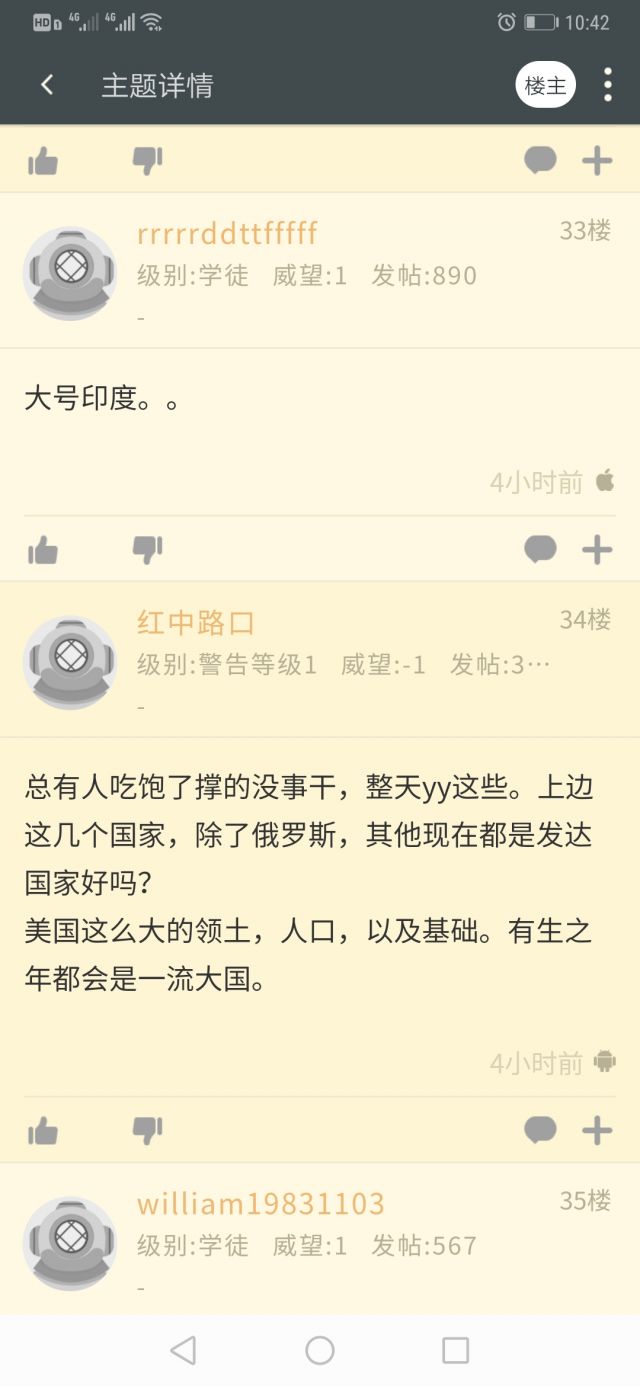 HD 4G 4G 10:42
主题详情 楼主
rrrrrddttfffff 33楼
级别:学徒 威望:1 发帖:890
-
大号印度。。
4小时前
红中路口 34楼
级别:警告等级1 威望:-1 发帖:3…
-
总有人吃饱了撑的没事干，整天yy这些。上边
这几个国家，除了俄罗斯，其他现在都是发达
国家好吗？
美国这么大的领土，人口，以及基础。有生之
年都会是一流大国。
4小时前
william19831103 35楼
级别:学徒 威望:1 发帖:567
-